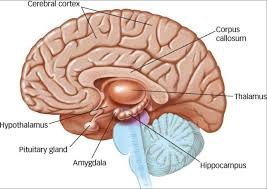 Cerebral cortex
Corpus
callosum
Thalamus
Hypothalamus
Pituitary gland
Amygdala
Hippocampus